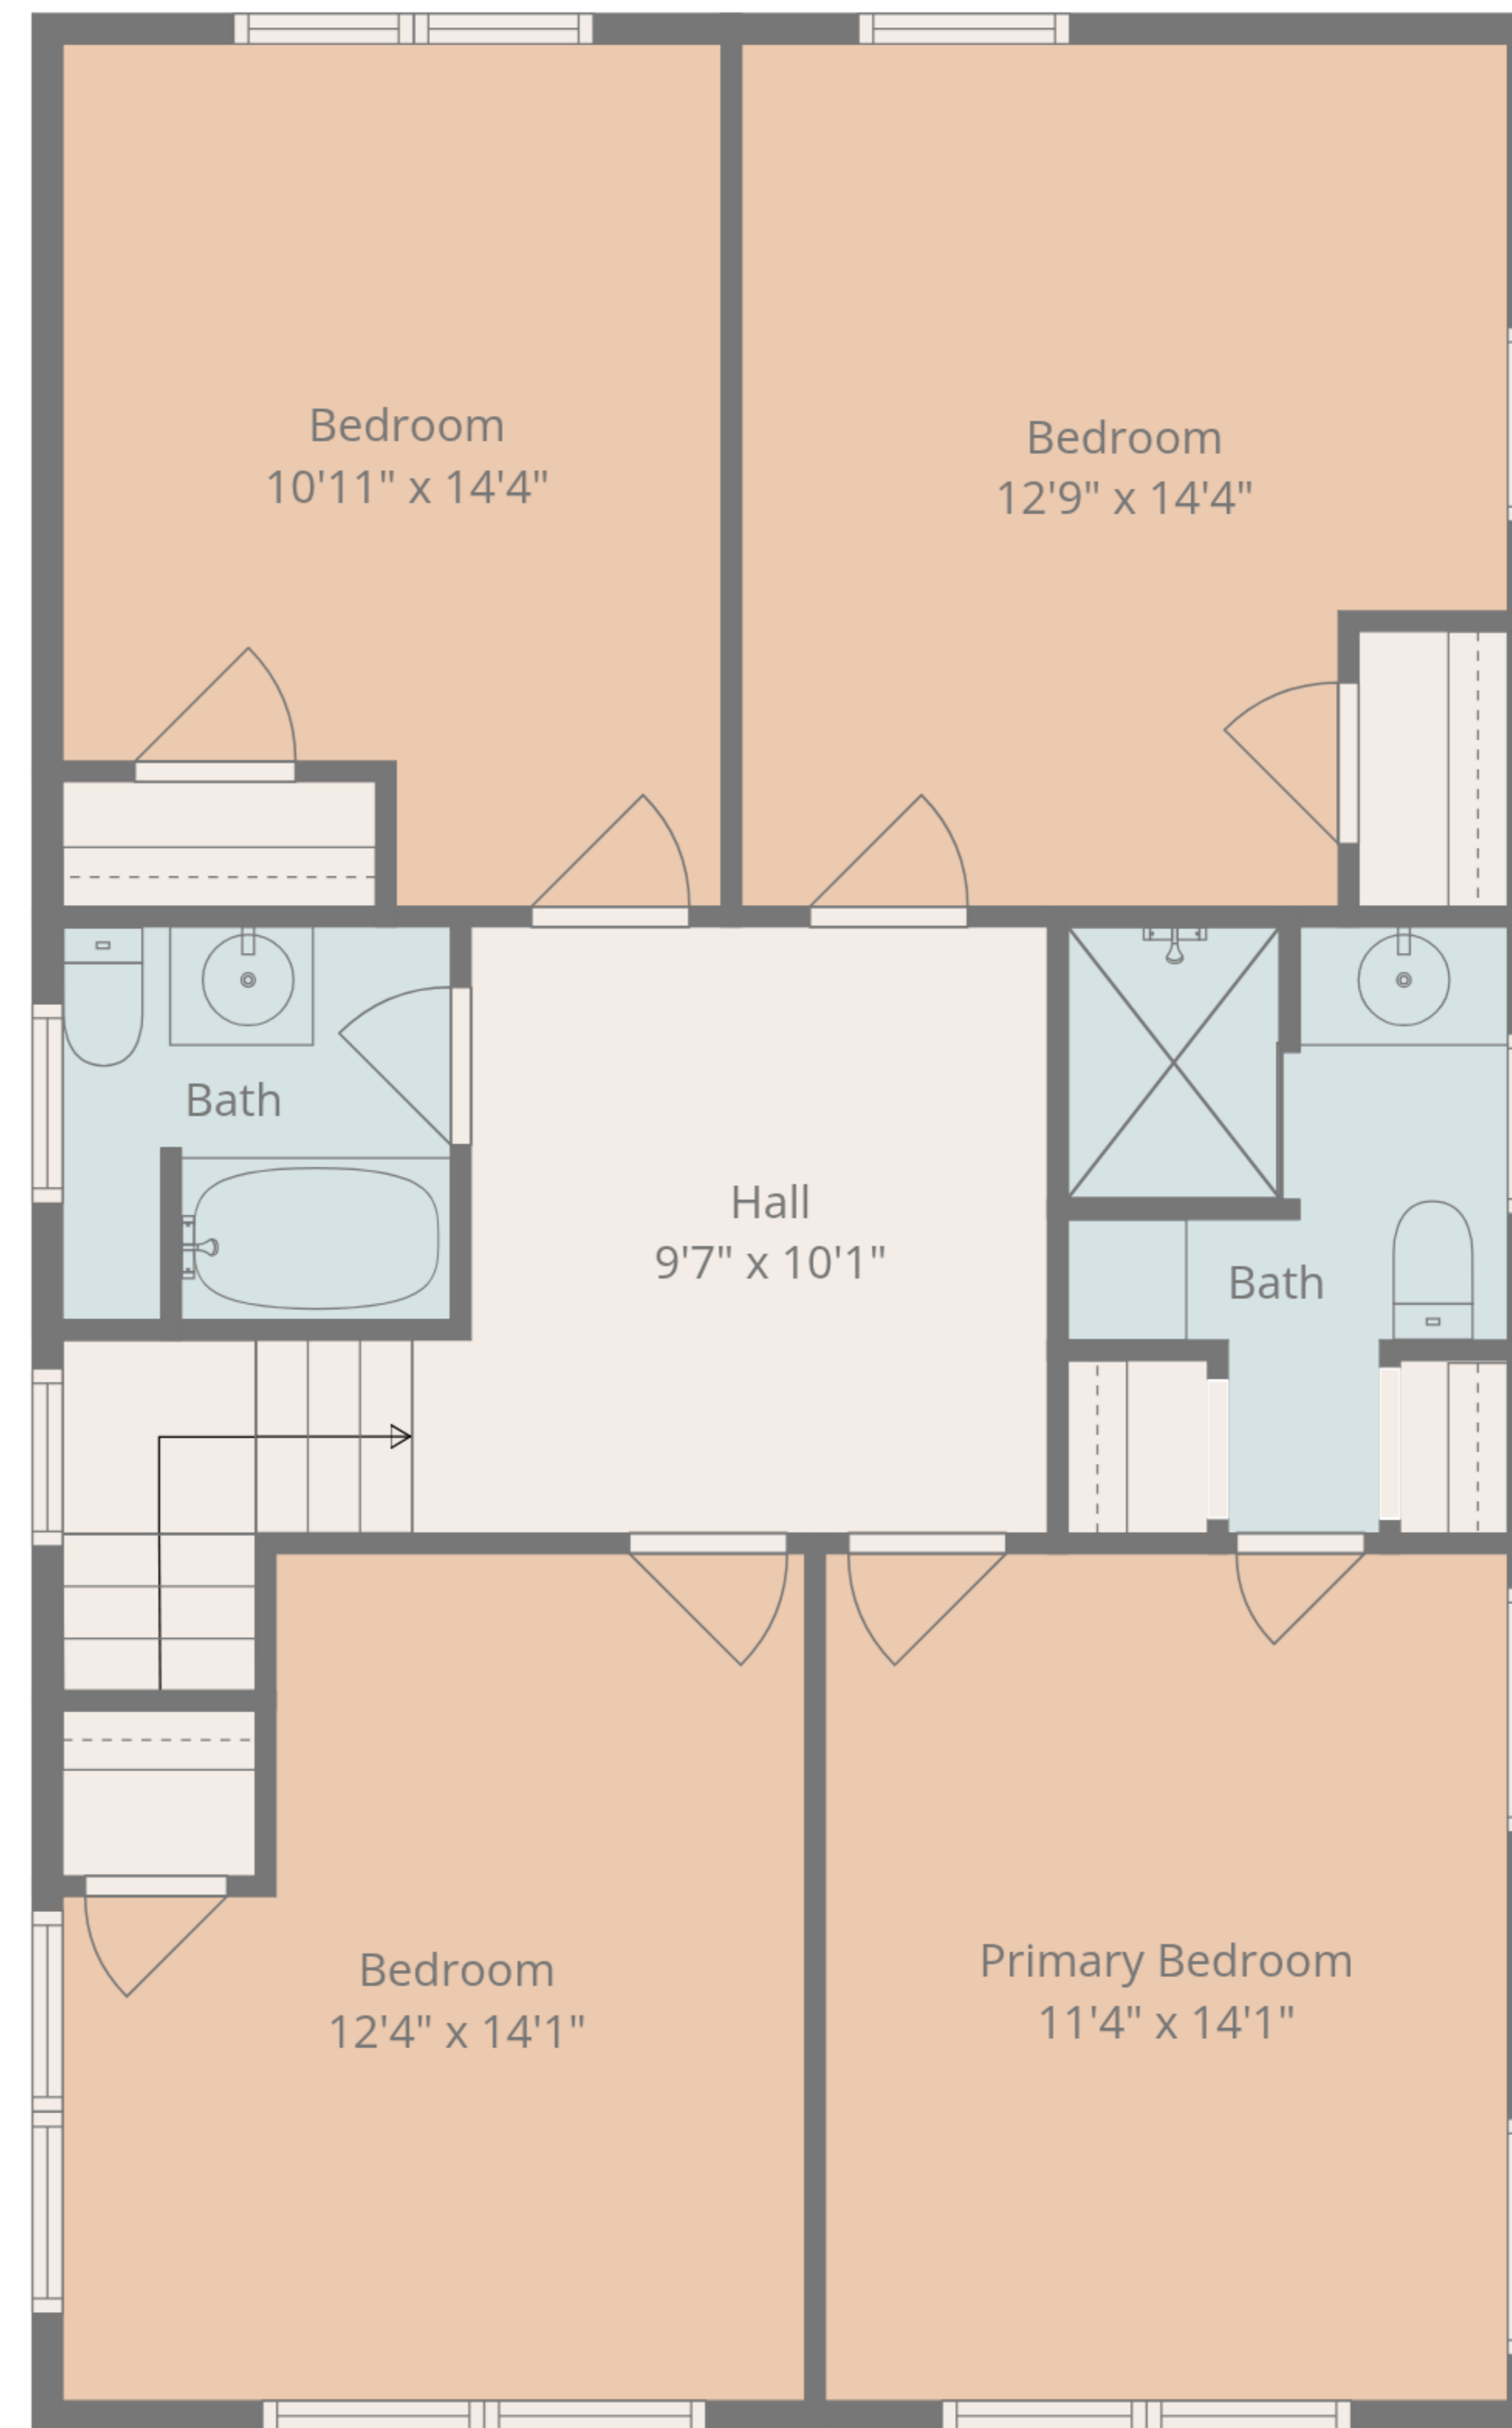 Bedroom
10'11" x 14'4"
Bedroom
12'9" x 14'4"
Bath
Hall
9'7" x 10'1"
Bath
Bedroom
12'4" x 14'1"
Primary Bedroom
11'4" x 14'1"